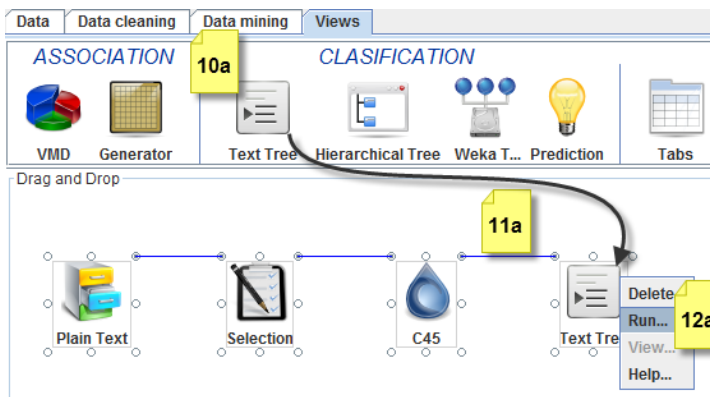 Data Data cleaning Data mining Views
ASSOCIATION CLASIFICATION
10a
VMD Generator Text Tree Hierarchical Tree Weka T... Prediction Tabs
Drag and Drop
11a
Plain Text Selection C45 Text Tre
Delete
Run...
12a
View...
Help...